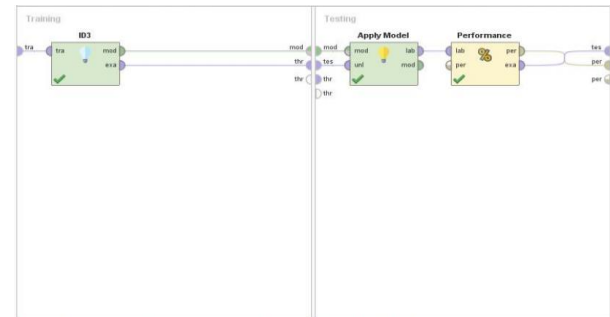 Training
Testing
ID3
Apply Model
Performance
tra
tra
mod
exa
mod
thr
thr
mod
tes
thr
thr
mod
unl
lab
mod
lab
per
per
exa
tes
per
per